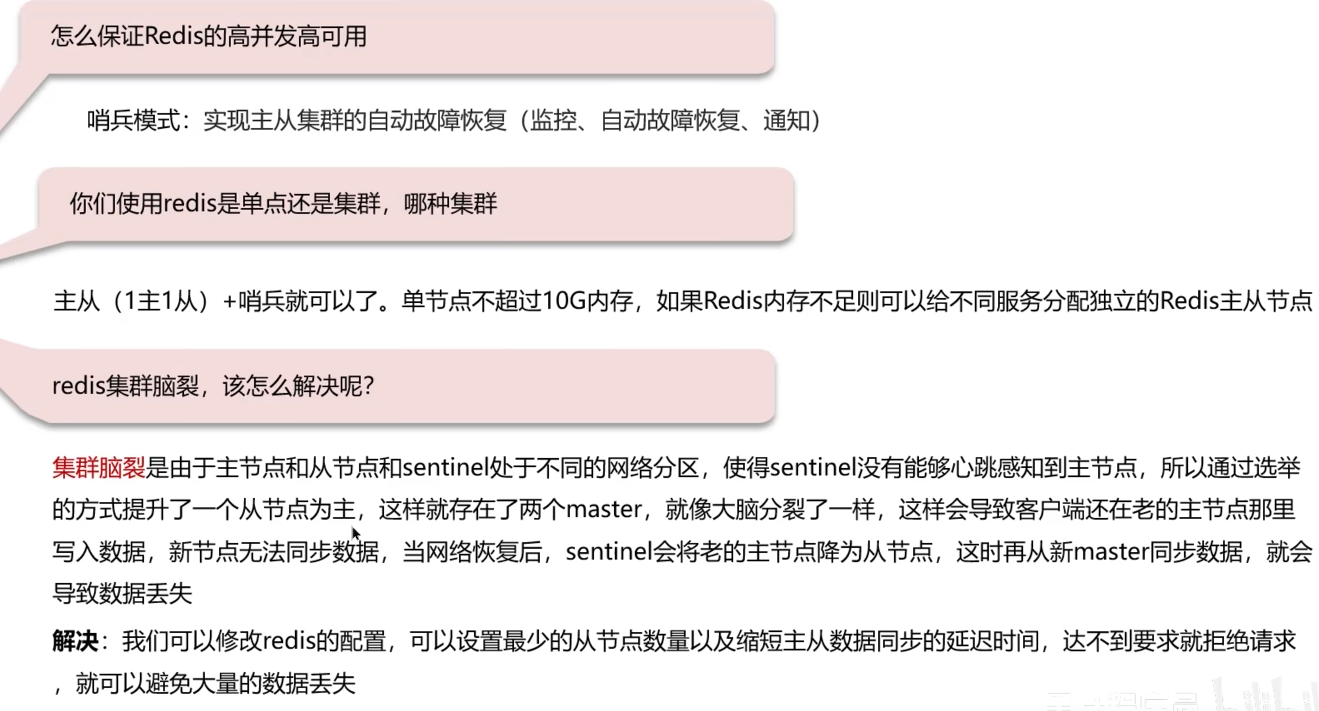 怎么保证Redis的高并发高可用
哨兵模式：实现主从集群的自动故障恢复（监控、自动故障恢复、通知）
你们使用redis是单点还是集群，哪种集群
主从（1主1从）+哨兵就可以了。单节点不超过10G内存，如果Redis内存不足则可以给不同服务分配独立的Redis主从节点
redis集群脑裂，该怎么解决呢？
集群脑裂是由于主节点和从节点和sentinel处于不同的网络分区，使得sentinel没有能够心跳感知到主节点，所以通过选举
的方式提升了一个从节点为主，这样就存在了两个master，就像大脑分裂了一样，这样会导致客户端还在老的主节点那里
写入数据，新节点无法同步数据，当网络恢复后，sentinel会将老的主节点降为从节点，这时再从新master同步数据，就会
导致数据丢失
解决：我们可以修改redis的配置，可以设置最少的从节点数量以及缩短主从数据同步的延迟时间，达不到要求就拒绝请求
，就可以避免大量的数据丢失